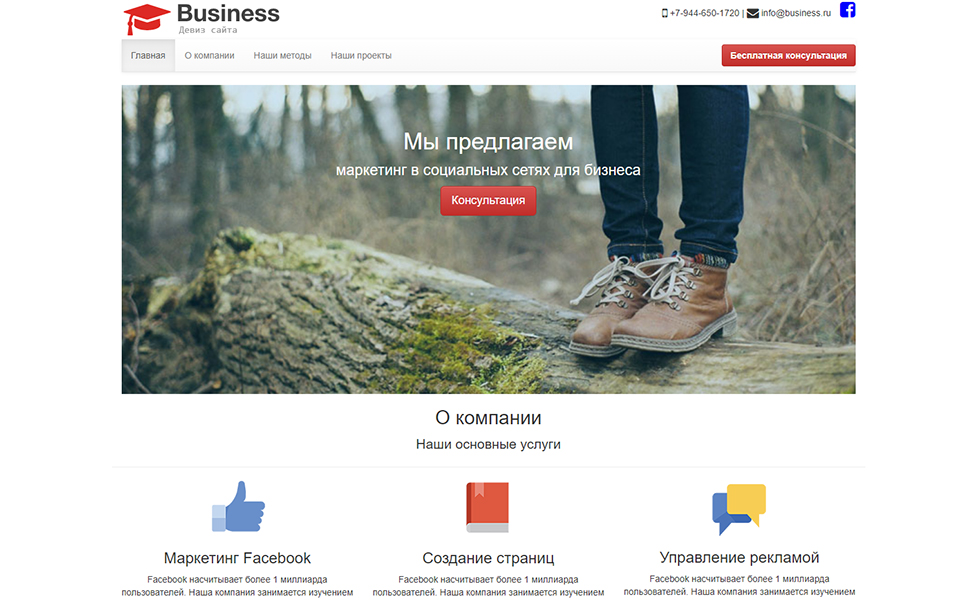 Business
Девиз сайта
+7-944-650-1720 | info@business.ru
Главная О компании Наши методы Наши проекты
Бесплатная консультация
Мы предлагаем
маркетинг в социальных сетях для бизнеса
Консультация
О компании
Наши основные услуги
Маркетинг Facebook
Facebook насчитывает более 1 миллиарда
пользователей. Наша компания занимается изучением
Создание страниц
Facebook насчитывает более 1 миллиарда
пользователей. Наша компания занимается изучением
Управление рекламой
Facebook насчитывает более 1 миллиарда
пользователей. Наша компания занимается изучением